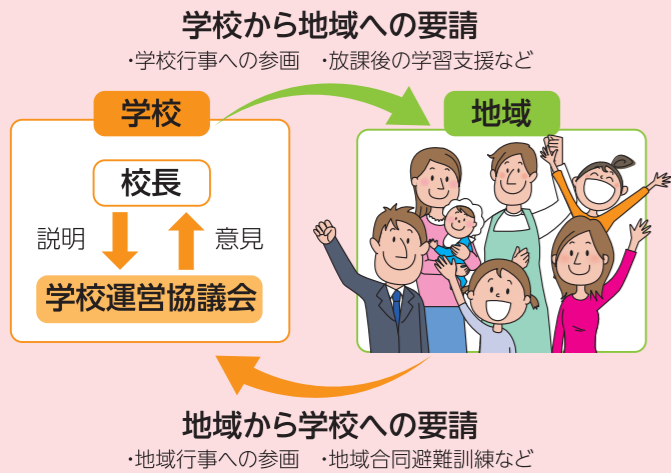 学校から地域への要請
・学校行事への参画 ・放課後の学習支援など
学校
地域
校長
説明
意見
学校運営協議会
地域から学校への要請
・地域行事への参画 ・地域合同避難訓練など